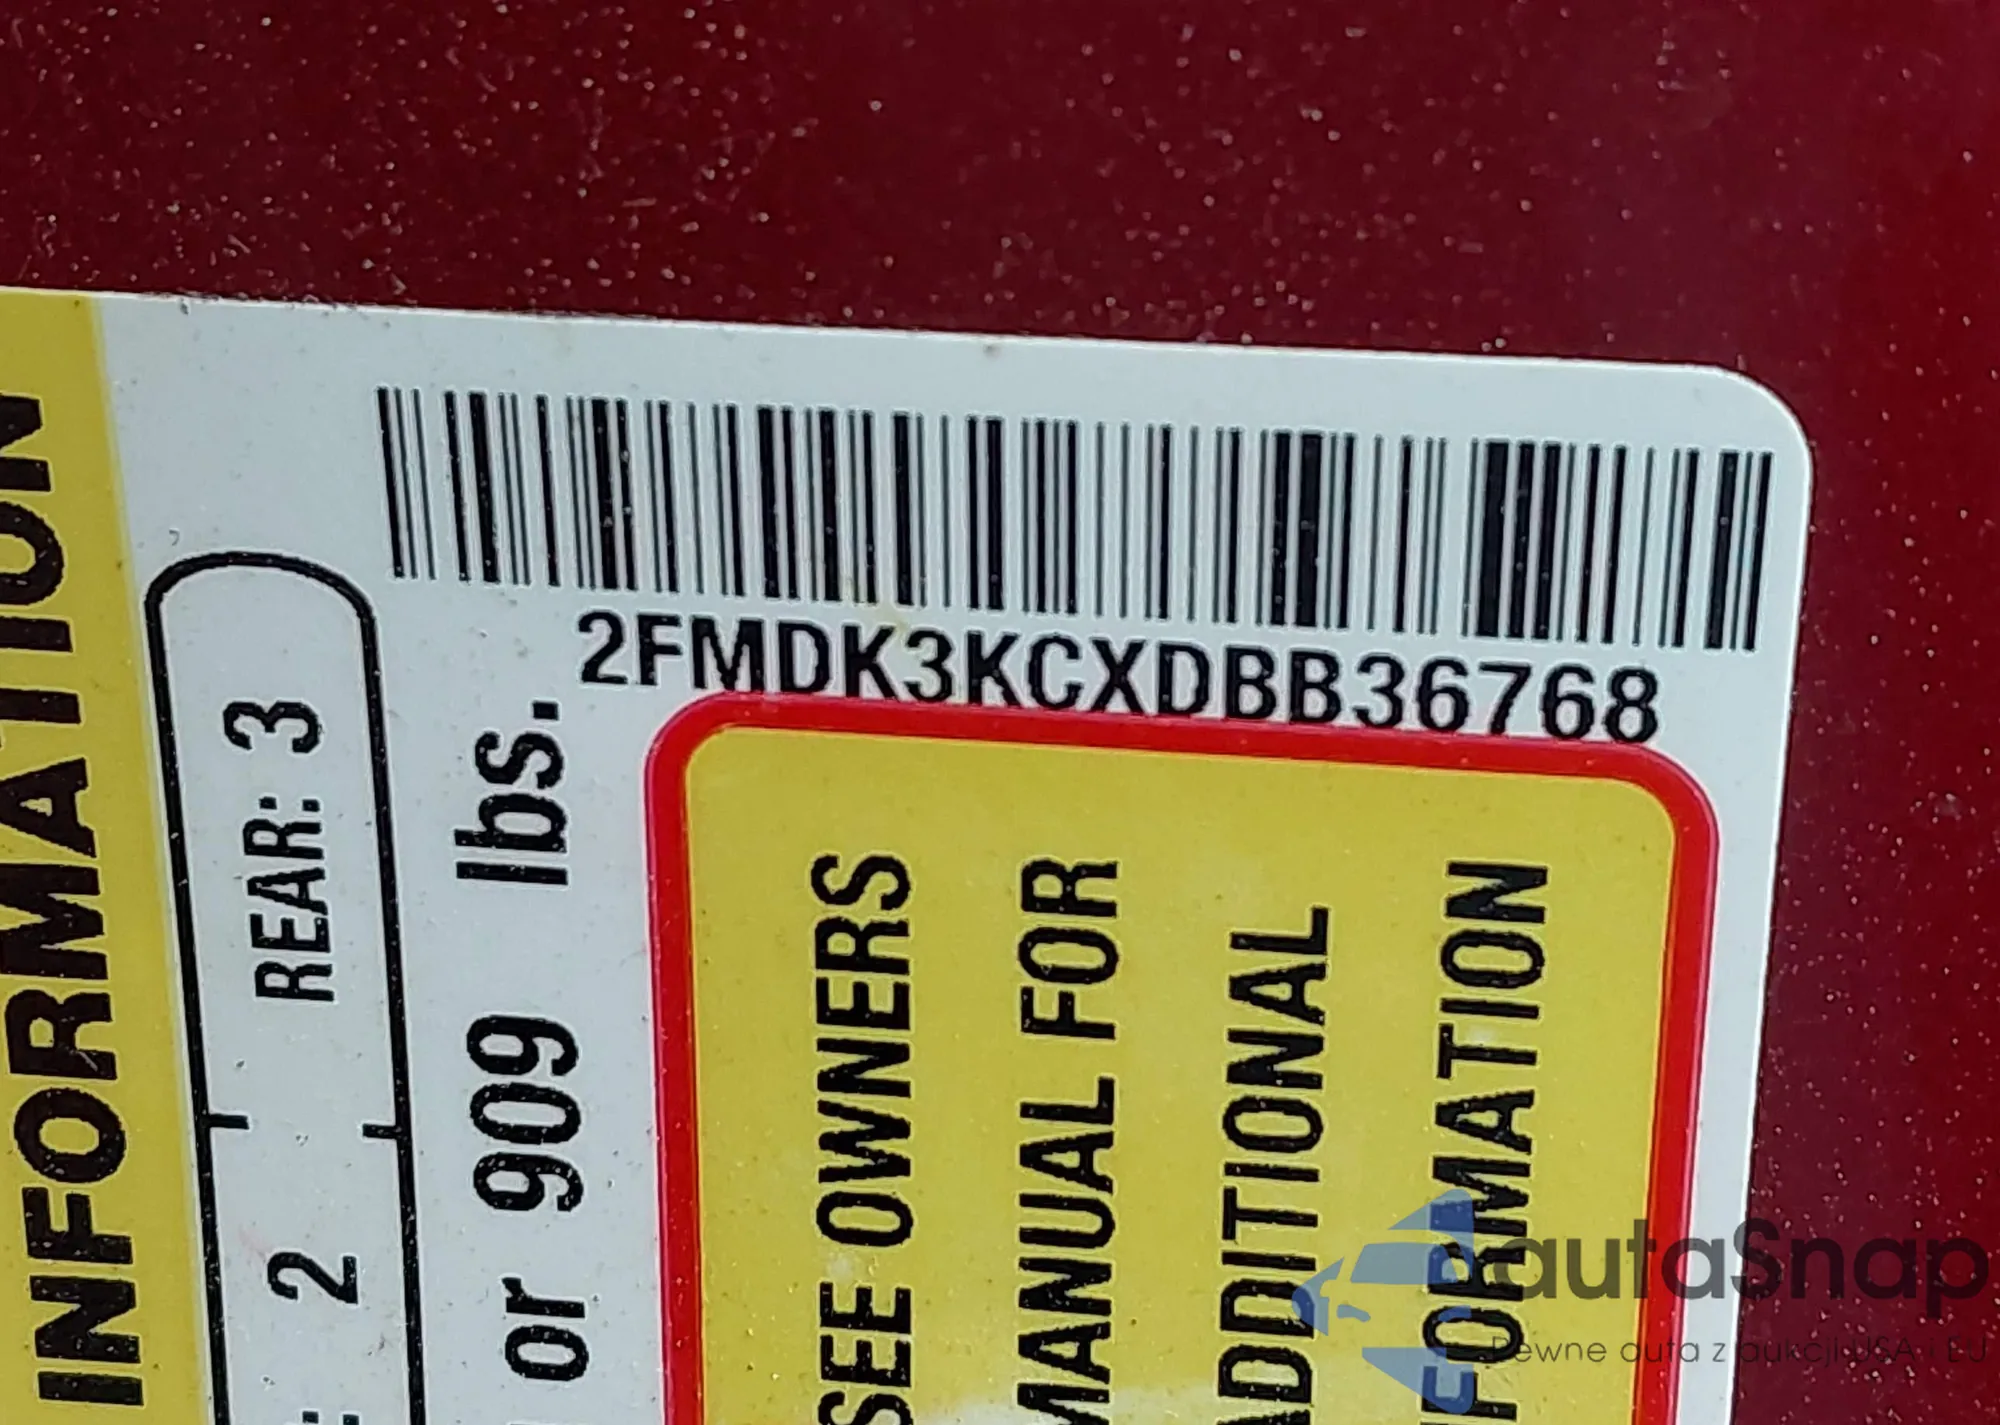 2FMDK3KCXDBB36768
INFORMATION
: 2 REAR: 3
or 909 lbs.
SEE OWNERS
MANUAL FOR
ADDITIONAL
INFORMATION
autaSnap
Pewne auta z aukcji USA i EU